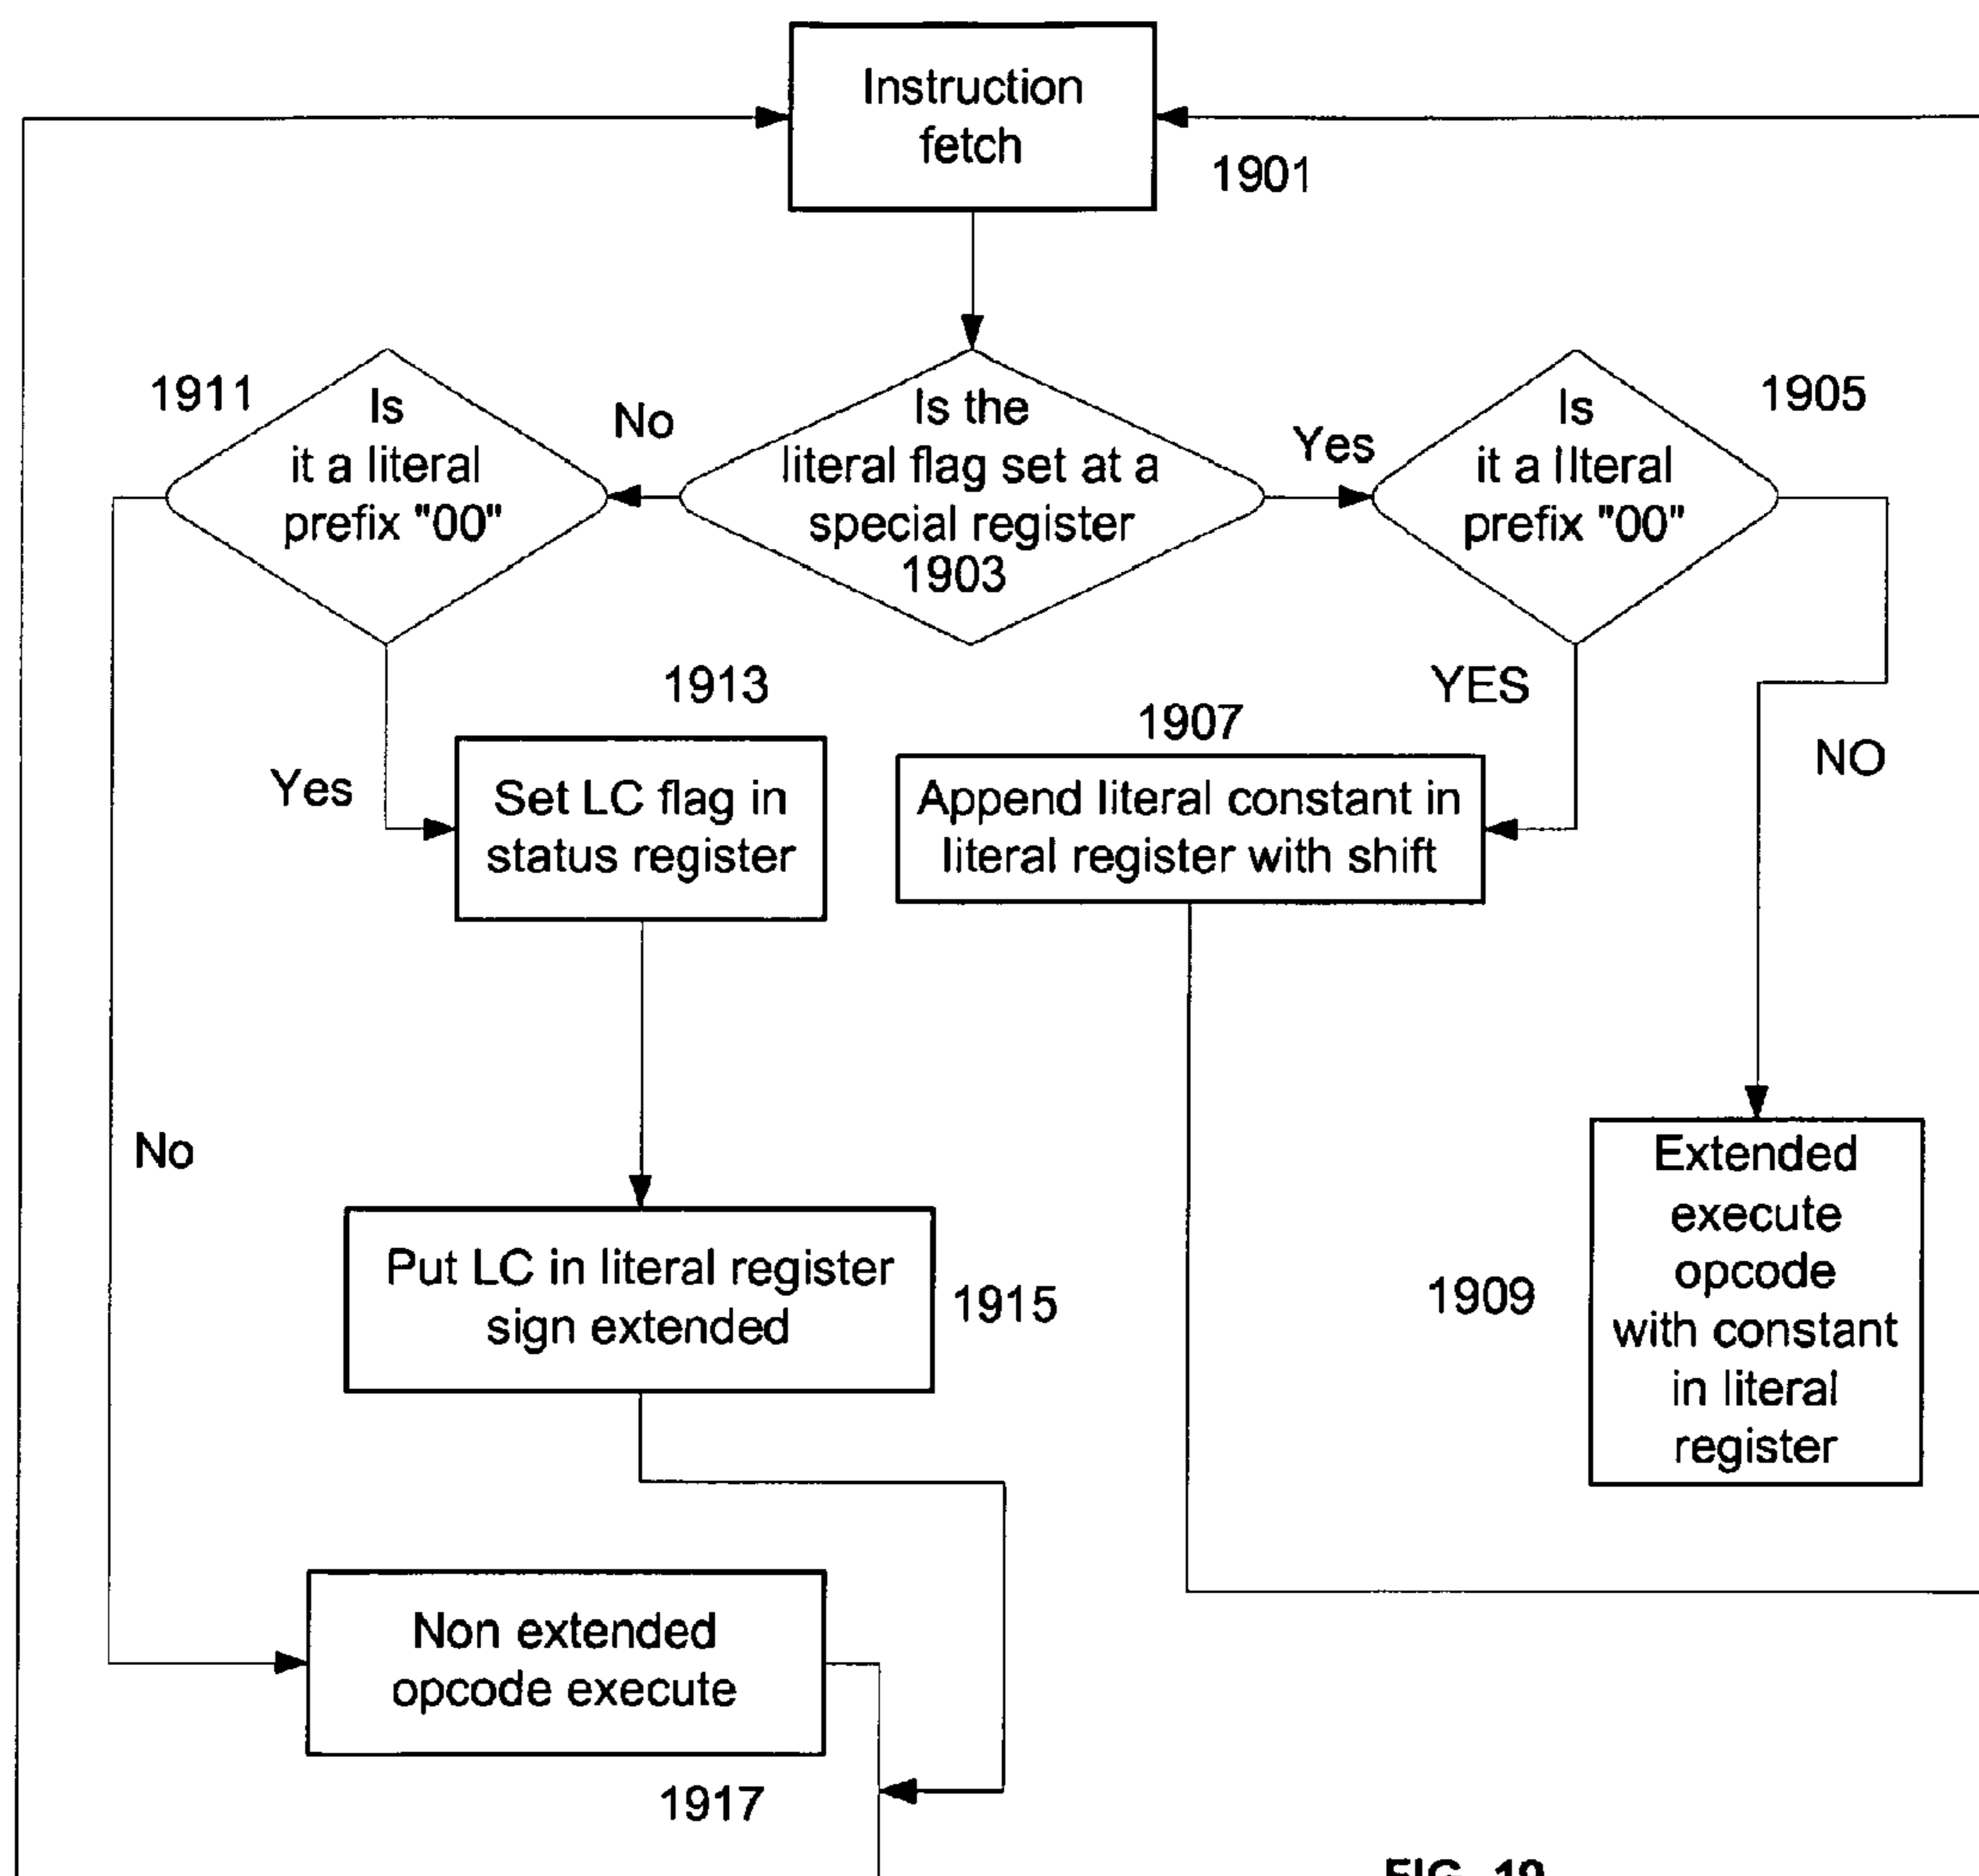 Instruction
fetch
1901
1911
Is
it a literal
prefix "00"
No
Is the
literal flag set at a
special register
1903
Yes
Is
it a lIteral
prefix "00"
1905
1913
YES
1907
NO
Yes
Set LC flag in
status register
Append literal constant in
literal register with shift
No
Extended
execute
opcode
with constant
in literal
register
1909
Put LC in literal register
sign extended
1915
Non extended
opcode execute
1917
FIG. 19